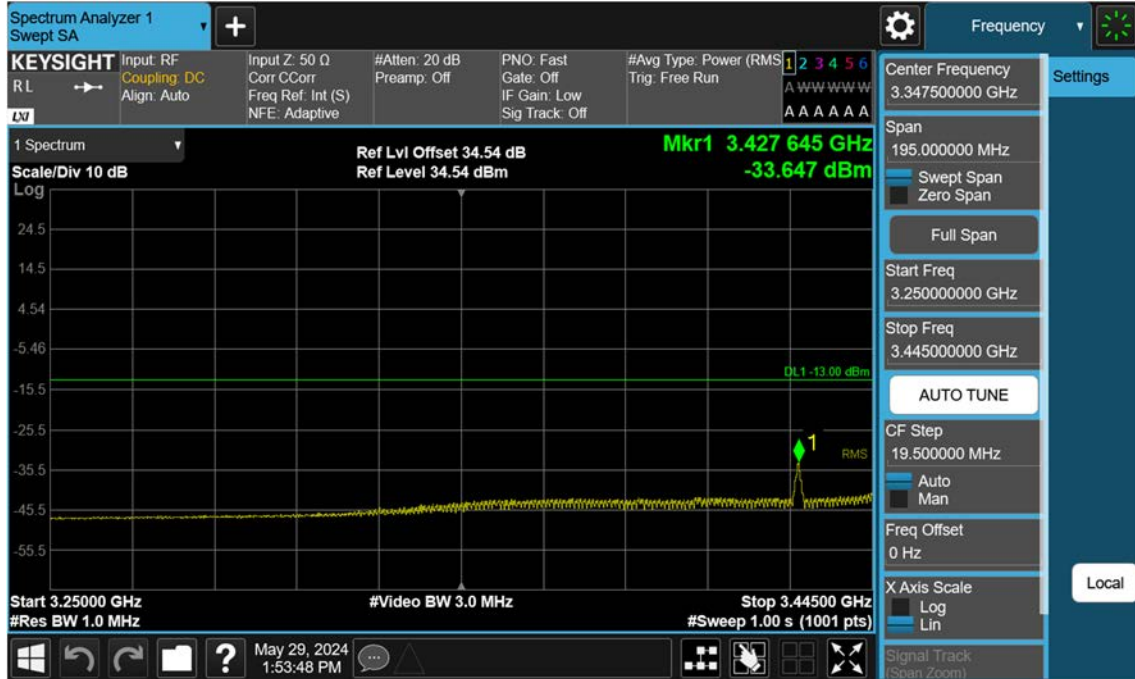 Spectrum Analyzer 1
Swept SA
+
Frequency
KEYSIGHT
R L
LXI
Input: RF
Coupling: DC
Align: Auto
Input Z: 50 Ω
Corr CCorr
Freq Ref: Int (S)
NFE: Adaptive
#Atten: 20 dB
Preamp: Off
PNO: Fast
Gate: Off
IF Gain: Low
Sig Track: Off
#Avg Type: Power (RMS
Trig: Free Run
1 2 3 4 5 6
A W W W W W
A A A A A A
1 Spectrum
Scale/Div 10 dB
Log
Ref Lvl Offset 34.54 dB
Ref Level 34.54 dBm
Mkr1 3.427 645 GHz
-33.647 dBm
24.5
14.5
4.54
-5.46
-15.5
-25.5
-35.5
-45.5
-55.5
DL1 -13.00 dBm
1
RMS
Start 3.25000 GHz
#Video BW 3.0 MHz
Stop 3.44500 GHz
#Res BW 1.0 MHz
#Sweep 1.00 s (1001 pts)
May 29, 2024
1:53:48 PM
?
Center Frequency
3.347500000 GHz
Span
195.000000 MHz
Swept Span
Zero Span
Full Span
Start Freq
3.250000000 GHz
Stop Freq
3.445000000 GHz
AUTO TUNE
CF Step
19.500000 MHz
Auto
Man
Freq Offset
0 Hz
X Axis Scale
Log
Lin
Signal Track
(Span Zoom)
Settings
Local